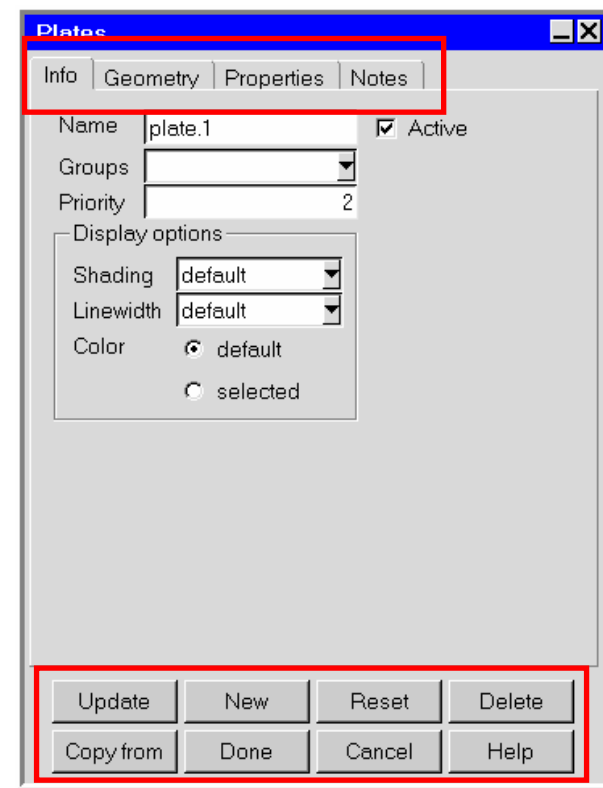 Plates
Info Geometry Properties Notes
Name plate.1 Active
Groups
Priority 2
Display options
Shading default
Linewidth default
Color default
selected
Update New Reset Delete
Copy from Done Cancel Help